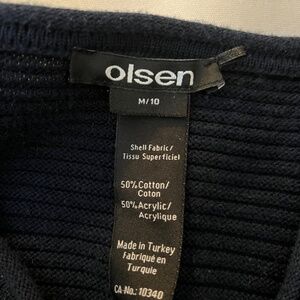 olsen
M/10
Shell Fabric/
Tissu Superficiel
50%Cotton/
Coton
50%Acrylic/
Acrylique
Made in Turkey
Fabriqué en
Turquie
CA-No.: 10340